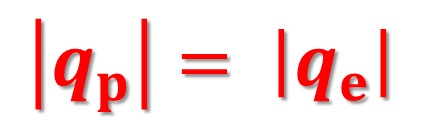 |qₚ| = |qₑ|